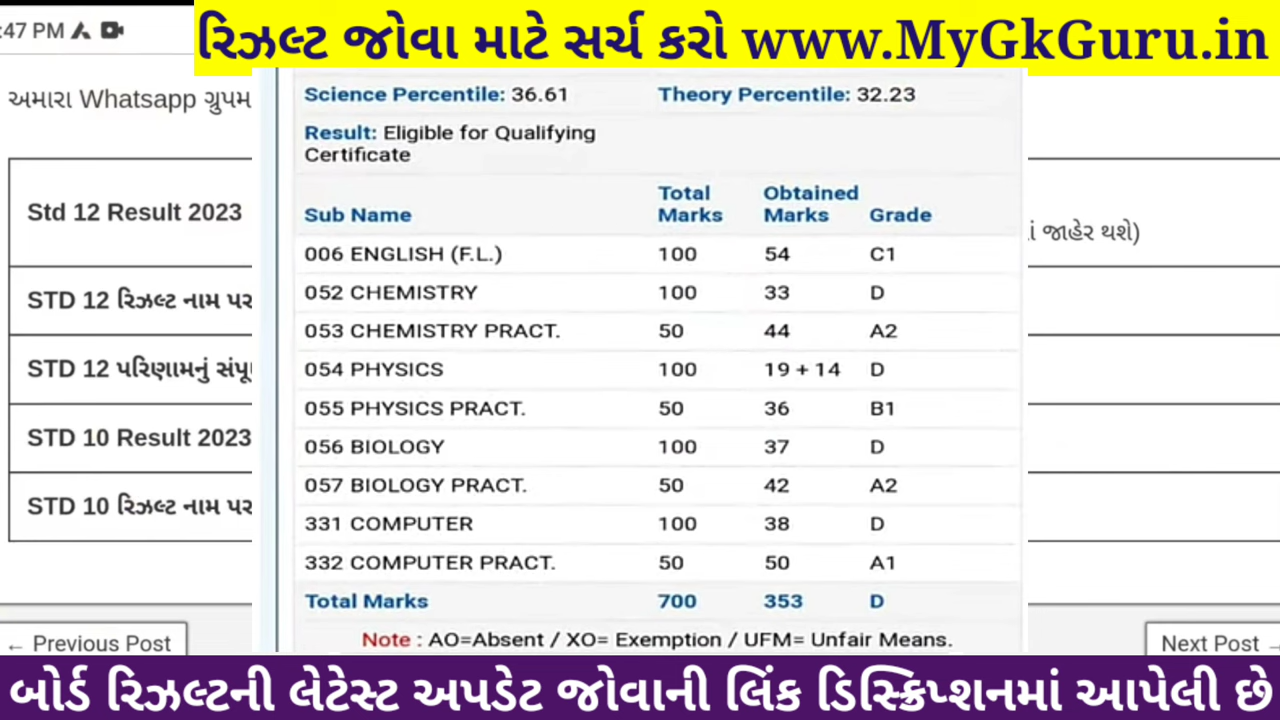 :47 PM
રિઝલ્ટ જોવા માટે સર્ચ કરો www.MyGkGuru.in
અમારા Whatsapp ગ્રુપમ
Science Percentile: 36.61 Theory Percentile: 32.23
Result: Eligible for Qualifying
Certificate
Sub Name Total Marks Obtained Marks Grade
006 ENGLISH (F.L.) 100 54 C1
052 CHEMISTRY 100 33 D
053 CHEMISTRY PRACT. 50 44 A2
054 PHYSICS 100 19 + 14 D
055 PHYSICS PRACT. 50 36 B1
056 BIOLOGY 100 37 D
057 BIOLOGY PRACT. 50 42 A2
331 COMPUTER 100 38 D
332 COMPUTER PRACT. 50 50 A1
Total Marks 700 353 D
Note : AO=Absent / XO= Exemption / UFM= Unfair Means.
Std 12 Result 2023
જાહેર થશે)
STD 12 રિઝલ્ટ નામ પર
STD 12 પરિણામનું સંપૂ
STD 10 Result 2023
STD 10 રિઝલ્ટ નામ પર
← Previous Post
Next Post →
બોર્ડ રિઝલ્ટની લેટેસ્ટ અપડેટ જોવાની લિંક ડિસ્ક્રિપ્શનમાં આપેલી છે